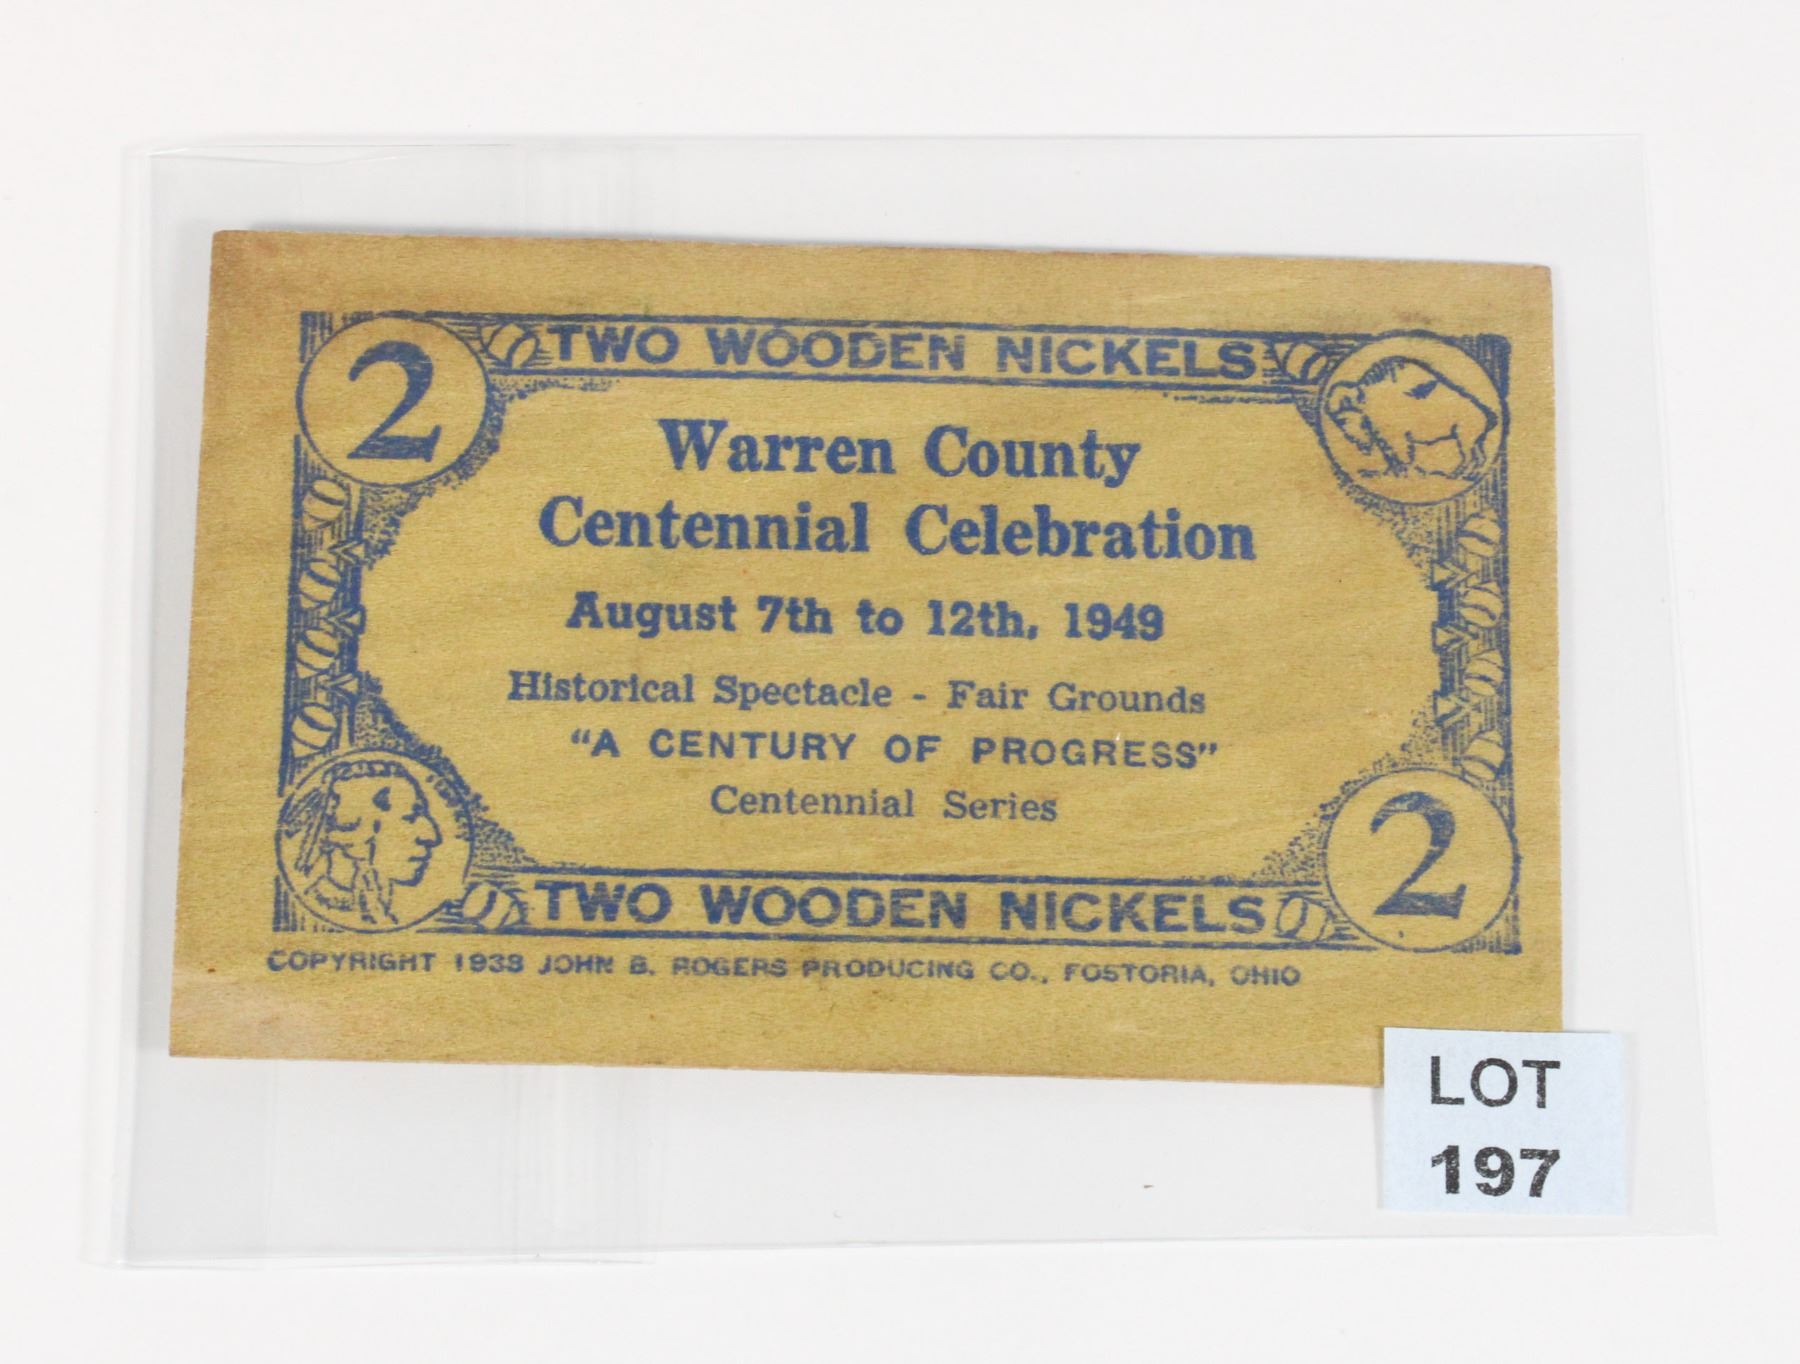 2 TWO WOODEN NICKELS
Warren County
Centennial Celebration
August 7th to 12th, 1949
Historical Spectacle - Fair Grounds
"A CENTURY OF PROGRESS"
Centennial Series
TWO WOODEN NICKELS 2
COPYRIGHT 1938 JOHN B. ROGERS PRODUCING CO., FOSTORIA, OHIO
LOT
197